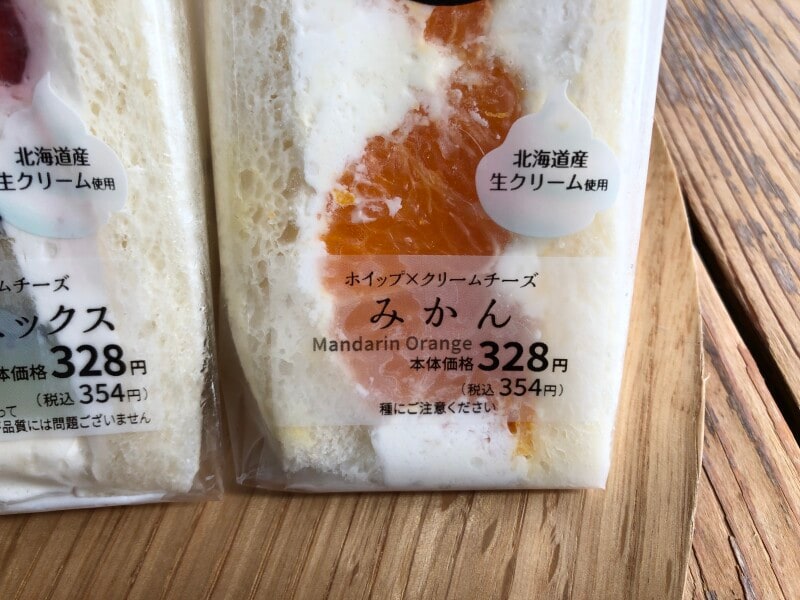 北海道産
生クリーム使用
ムチーズ
ックス
本体価格 328円
（税込 354円）
って
品質には問題ございません
北海道産
生クリーム使用
ホイップ×クリームチーズ
みかん
Mandarin Orange
本体価格 328円
（税込 354円）
種にご注意ください